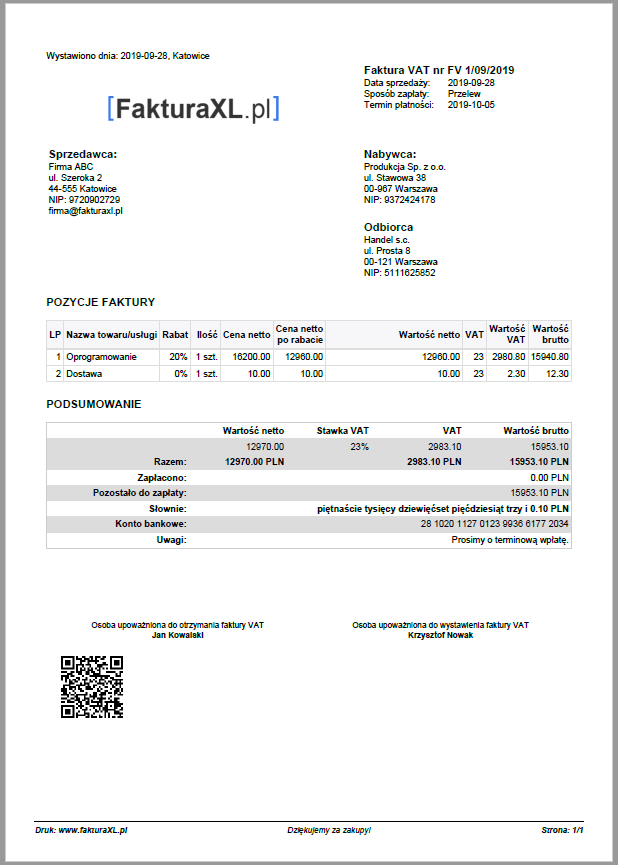 Wystawiono dnia: 2019-09-28, Katowice
Faktura VAT nr FV 1/09/2019
Data sprzedaży: 2019-09-28
Sposób zapłaty: Przelew
Termin płatności: 2019-10-05
[FakturaXL.pl]
Sprzedawca:
Firma ABC
ul. Szeroka 2
44-555 Katowice
NIP: 9720902729
firma@fakturaxl.pl
Nabywca:
Produkcja Sp. z o.o.
ul. Stawowa 38
00-967 Warszawa
NIP: 9372424178
Odbiorca
Handel s.c.
ul. Prosta 8
00-121 Warszawa
NIP: 5111625852
POZYCJE FAKTURY
LP Nazwa towaru/usługi Rabat Ilość Cena netto Cena netto po rabacie Wartość netto VAT Wartość VAT Wartość brutto
1 Oprogramowanie 20% 1 szt. 16200.00 12960.00 12960.00 23 2980.80 15940.80
2 Dostawa 0% 1 szt. 10.00 10.00 10.00 23 2.30 12.30
PODSUMOWANIE
Wartość netto Stawka VAT VAT Wartość brutto
12970.00 23% 2983.10 15953.10
Razem: 12970.00 PLN 2983.10 PLN 15953.10 PLN
Zapłacono: 0.00 PLN
Pozostało do zapłaty: 15953.10 PLN
Słownie: piętnaście tysięcy dziewięćset pięćdziesiąt trzy i 0.10 PLN
Konto bankowe: 28 1020 1127 0123 9936 6177 2034
Uwagi: Prosimy o terminową wpłatę.
Osoba upoważniona do otrzymania faktury VAT
Jan Kowalski
Osoba upoważniona do wystawienia faktury VAT
Krzysztof Nowak
Druk: www.fakturaXL.pl Dziękujemy za zakupy! Strona: 1/1